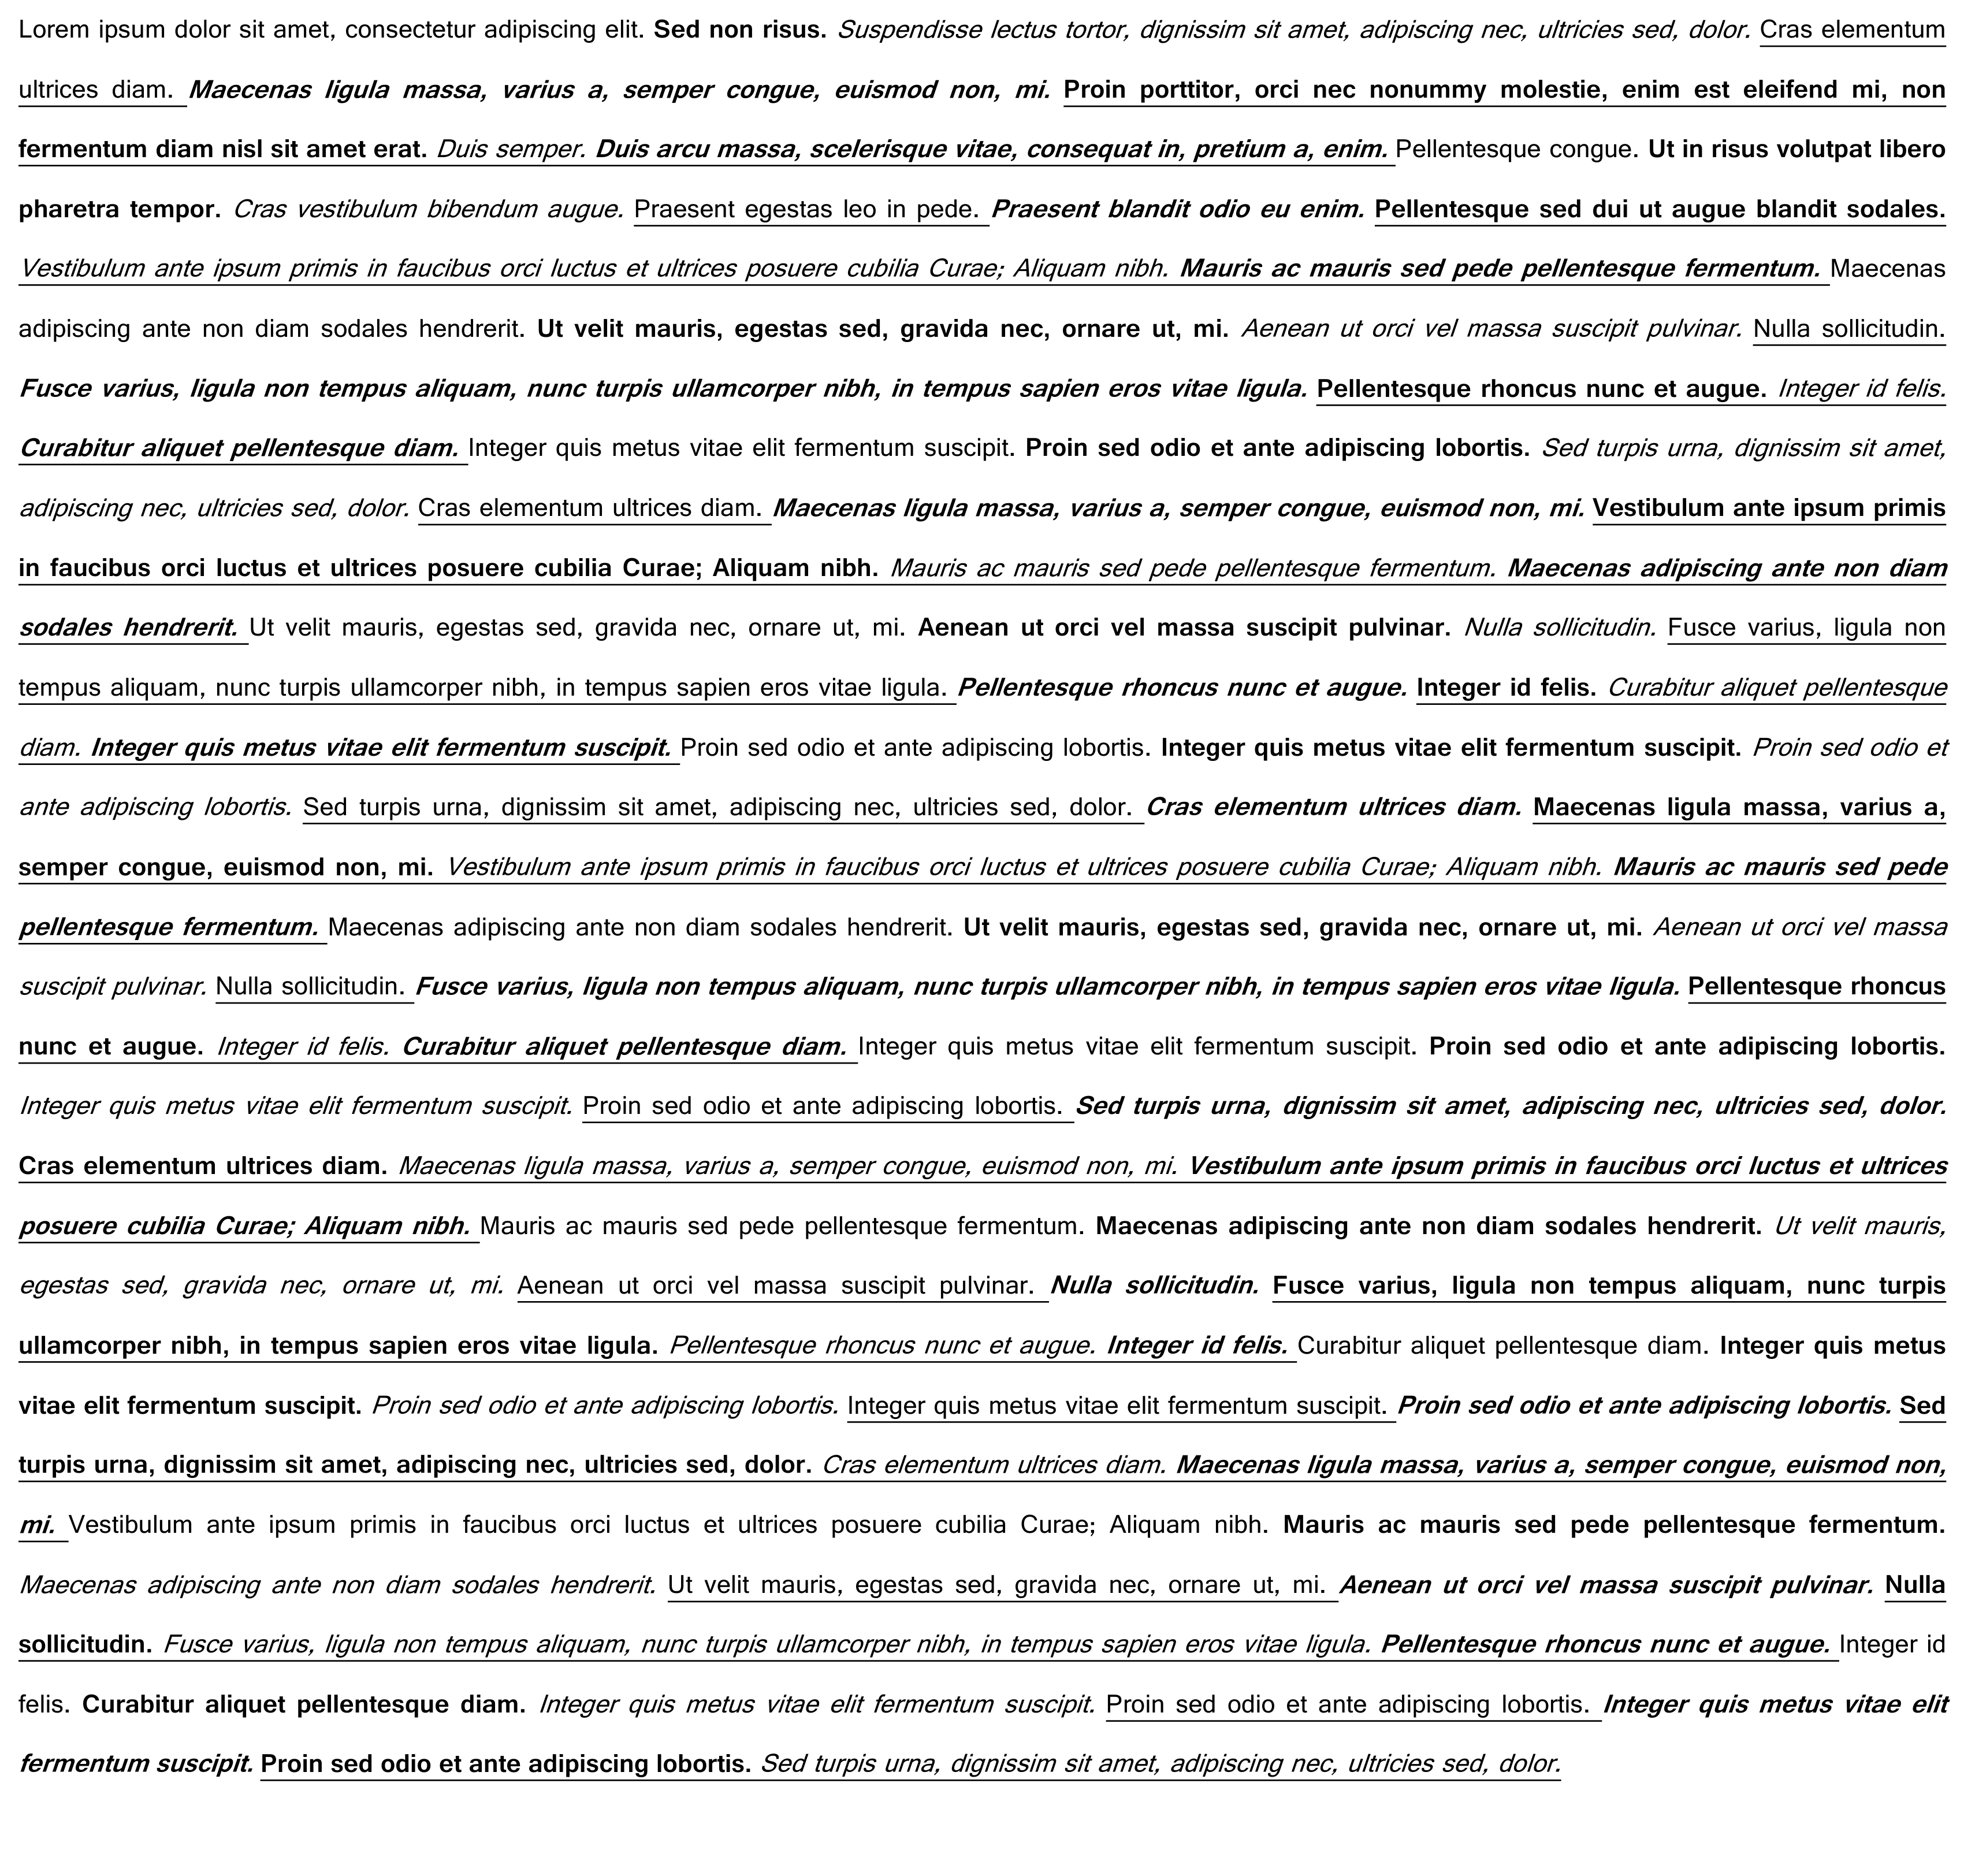 Lorem ipsum dolor sit amet, consectetur adipiscing elit. Sed non risus. Suspendisse lectus tortor, dignissim sit amet, adipiscing nec, ultricies sed, dolor. Cras elementum
ultrices diam. Maecenas ligula massa, varius a, semper congue, euismod non, mi. Proin porttitor, orci nec nonummy molestie, enim est eleifend mi, non
fermentum diam nisl sit amet erat. Duis semper. Duis arcu massa, scelerisque vitae, consequat in, pretium a, enim. Pellentesque congue. Ut in risus volutpat libero
pharetra tempor. Cras vestibulum bibendum augue. Praesent egestas leo in pede. Praesent blandit odio eu enim. Pellentesque sed dui ut augue blandit sodales.
Vestibulum ante ipsum primis in faucibus orci luctus et ultrices posuere cubilia Curae; Aliquam nibh. Mauris ac mauris sed pede pellentesque fermentum. Maecenas
adipiscing ante non diam sodales hendrerit. Ut velit mauris, egestas sed, gravida nec, ornare ut, mi. Aenean ut orci vel massa suscipit pulvinar. Nulla sollicitudin.
Fusce varius, ligula non tempus aliquam, nunc turpis ullamcorper nibh, in tempus sapien eros vitae ligula. Pellentesque rhoncus nunc et augue. Integer id felis.
Curabitur aliquet pellentesque diam. Integer quis metus vitae elit fermentum suscipit. Proin sed odio et ante adipiscing lobortis. Sed turpis urna, dignissim sit amet,
adipiscing nec, ultricies sed, dolor. Cras elementum ultrices diam. Maecenas ligula massa, varius a, semper congue, euismod non, mi. Vestibulum ante ipsum primis
in faucibus orci luctus et ultrices posuere cubilia Curae; Aliquam nibh. Mauris ac mauris sed pede pellentesque fermentum. Maecenas adipiscing ante non diam
sodales hendrerit. Ut velit mauris, egestas sed, gravida nec, ornare ut, mi. Aenean ut orci vel massa suscipit pulvinar. Nulla sollicitudin. Fusce varius, ligula non
tempus aliquam, nunc turpis ullamcorper nibh, in tempus sapien eros vitae ligula. Pellentesque rhoncus nunc et augue. Integer id felis. Curabitur aliquet pellentesque
diam. Integer quis metus vitae elit fermentum suscipit. Proin sed odio et ante adipiscing lobortis. Integer quis metus vitae elit fermentum suscipit. Proin sed odio et
ante adipiscing lobortis. Sed turpis urna, dignissim sit amet, adipiscing nec, ultricies sed, dolor. Cras elementum ultrices diam. Maecenas ligula massa, varius a,
semper congue, euismod non, mi. Vestibulum ante ipsum primis in faucibus orci luctus et ultrices posuere cubilia Curae; Aliquam nibh. Mauris ac mauris sed pede
pellentesque fermentum. Maecenas adipiscing ante non diam sodales hendrerit. Ut velit mauris, egestas sed, gravida nec, ornare ut, mi. Aenean ut orci vel massa
suscipit pulvinar. Nulla sollicitudin. Fusce varius, ligula non tempus aliquam, nunc turpis ullamcorper nibh, in tempus sapien eros vitae ligula. Pellentesque rhoncus
nunc et augue. Integer id felis. Curabitur aliquet pellentesque diam. Integer quis metus vitae elit fermentum suscipit. Proin sed odio et ante adipiscing lobortis.
Integer quis metus vitae elit fermentum suscipit. Proin sed odio et ante adipiscing lobortis. Sed turpis urna, dignissim sit amet, adipiscing nec, ultricies sed, dolor.
Cras elementum ultrices diam. Maecenas ligula massa, varius a, semper congue, euismod non, mi. Vestibulum ante ipsum primis in faucibus orci luctus et ultrices
posuere cubilia Curae; Aliquam nibh. Mauris ac mauris sed pede pellentesque fermentum. Maecenas adipiscing ante non diam sodales hendrerit. Ut velit mauris,
egestas sed, gravida nec, ornare ut, mi. Aenean ut orci vel massa suscipit pulvinar. Nulla sollicitudin. Fusce varius, ligula non tempus aliquam, nunc turpis
ullamcorper nibh, in tempus sapien eros vitae ligula. Pellentesque rhoncus nunc et augue. Integer id felis. Curabitur aliquet pellentesque diam. Integer quis metus
vitae elit fermentum suscipit. Proin sed odio et ante adipiscing lobortis. Integer quis metus vitae elit fermentum suscipit. Proin sed odio et ante adipiscing lobortis. Sed
turpis urna, dignissim sit amet, adipiscing nec, ultricies sed, dolor. Cras elementum ultrices diam. Maecenas ligula massa, varius a, semper congue, euismod non,
mi. Vestibulum ante ipsum primis in faucibus orci luctus et ultrices posuere cubilia Curae; Aliquam nibh. Mauris ac mauris sed pede pellentesque fermentum.
Maecenas adipiscing ante non diam sodales hendrerit. Ut velit mauris, egestas sed, gravida nec, ornare ut, mi. Aenean ut orci vel massa suscipit pulvinar. Nulla
sollicitudin. Fusce varius, ligula non tempus aliquam, nunc turpis ullamcorper nibh, in tempus sapien eros vitae ligula. Pellentesque rhoncus nunc et augue. Integer id
felis. Curabitur aliquet pellentesque diam. Integer quis metus vitae elit fermentum suscipit. Proin sed odio et ante adipiscing lobortis. Integer quis metus vitae elit
fermentum suscipit. Proin sed odio et ante adipiscing lobortis. Sed turpis urna, dignissim sit amet, adipiscing nec, ultricies sed, dolor.